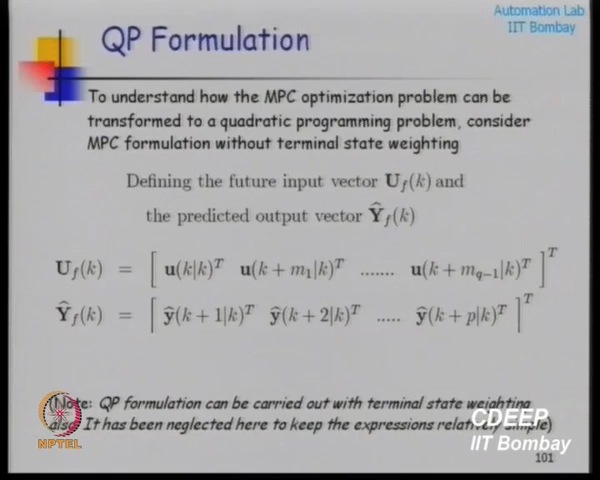 Automation Lab
IIT Bombay
QP Formulation
To understand how the MPC optimization problem can be
transformed to a quadratic programming problem, consider
MPC formulation without terminal state weighting
Defining the future input vector U_f(k) and
the predicted output vector Ŷ_f(k)
U_f(k) = [ u(k|k)^T u(k + m_1|k)^T ....... u(k + m_{q−1}|k)^T ]^T
Ŷ_f(k) = [ ŷ(k + 1|k)^T ŷ(k + 2|k)^T ..... ŷ(k + p|k)^T ]^T
(Note: QP formulation can be carried out with terminal state weighting
also. It has been neglected here to keep the expressions relatively simple)
NPTEL
CDEEP
IIT Bombay
101